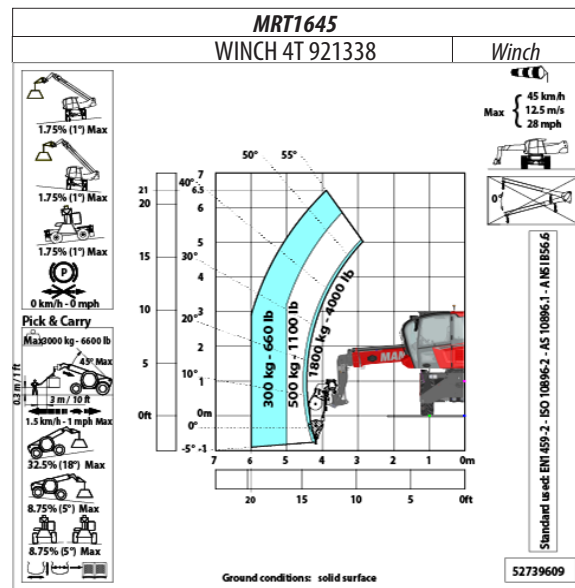 MRT1645
WINCH 4T 921338
Winch
1.75% (1°) Max
1.75% (1°) Max
1.75% (1°) Max
P
0 km/h - 0 mph
Pick & Carry
Max 3000 kg - 6600 lb
45° Max
0.3 m/1 ft
3 m / 10 ft
1.5 km/h - 1 mph Max
32.5% (18°) Max
8.75% (5°) Max
8.75% (5°) Max
50°
55°
40°
30°
20°
10°
0°
-5°
21
20
15
10
5
0ft
7
6.5
6
5
4
3
2
1
0m
-1
300 kg - 660 lb
500 kg - 1100 lb
1800 kg - 4000 lb
MAN
7 6 5 4 3 2 1 0m
20 15 10 5 0ft
Ground conditions: solid surface
Max
45 km/h
12.5 m/s
28 mph
0°
Standard used: EN1459-2 - ISO 10896-2 - AS 10896.1 - ANSI B56.6
52739609